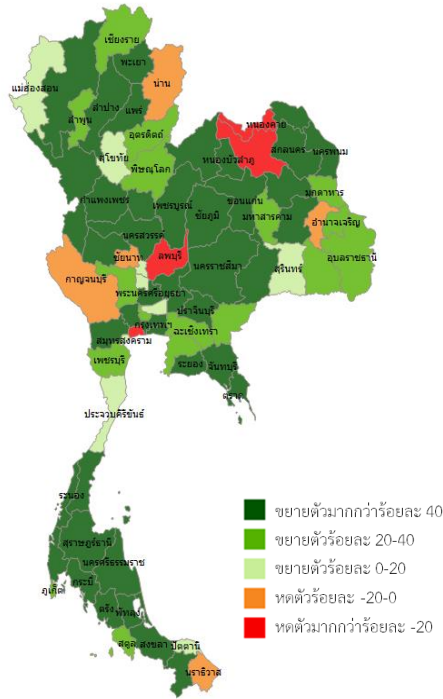 เชียงราย
พะเยา
แม่ฮ่องสอน
น่าน
ลำปาง
แพร่
ลำพูน
อุตรดิตถ์
หนองคาย
สุโขทัย
สกลนคร
นครพนม
พิษณุโลก
หนองบัวลำภู
มุกดาหาร
กำแพงเพชร
เพชรบูรณ์
ขอนแก่น
ชัยภูมิ
มหาสารคาม
อำนาจเจริญ
นครสวรรค์
ชัยนาท
ลพบุรี
อุบลราชธานี
สุรินทร์
นครราชสีมา
กาญจนบุรี
พระนครศรีอยุธยา
ปราจีนบุรี
กรุงเทพฯ
ฉะเชิงเทรา
สมุทรสงคราม
เพชรบุรี
ระยอง
จันทบุรี
ตราด
ประจวบคีรีขันธ์
ระนอง
สุราษฎร์ธานี
นครศรีธรรมราช
กระบี่
ภูเก็ต
ตรัง
พัทลุง
สตูล
สงขลา
ปัตตานี
นราธิวาส
ขยายตัวมากกว่าร้อยละ 40
ขยายตัวร้อยละ 20-40
ขยายตัวร้อยละ 0-20
หดตัวร้อยละ -20-0
หดตัวมากกว่าร้อยละ -20